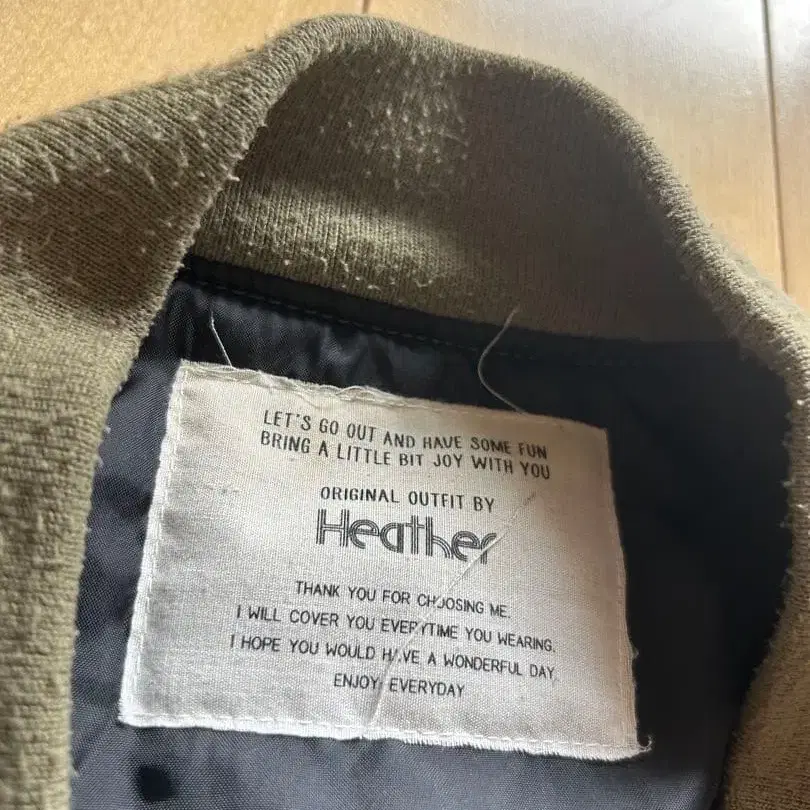 LET'S GO OUT AND HAVE SOME FUN
BRING A LITTLE BIT JOY WITH YOU
ORIGINAL OUTFIT BY
Heather
THANK YOU FOR CHOOSING ME.
I WILL COVER YOU EVERYTIME YOU WEARING.
I HOPE YOU WOULD HAVE A WONDERFUL DAY.
ENJOY EVERYDAY